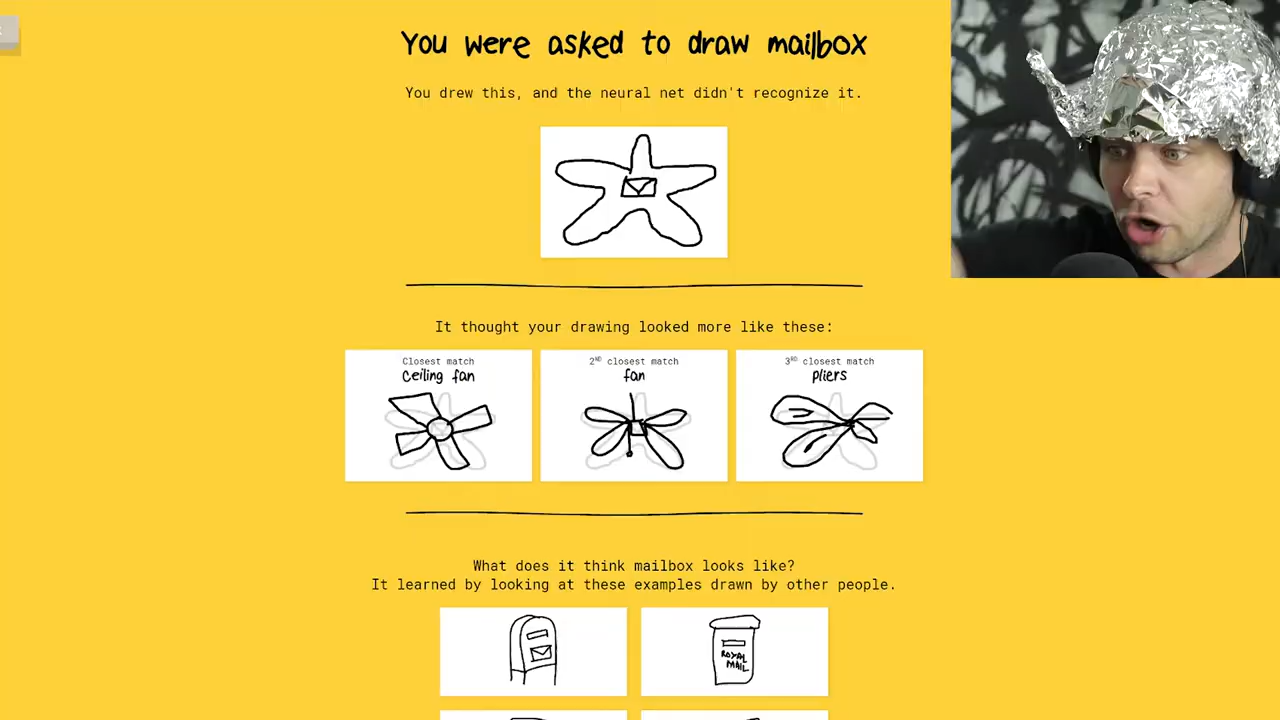 You were asked to draw mailbox
You drew this, and the neural net didn't recognize it.
It thought your drawing looked more like these:
Closest match
ceiling fan
2ND closest match
fan
3RD closest match
pliers
What does it think mailbox looks like?
It learned by looking at these examples drawn by other people.
ROYAL
MAIL